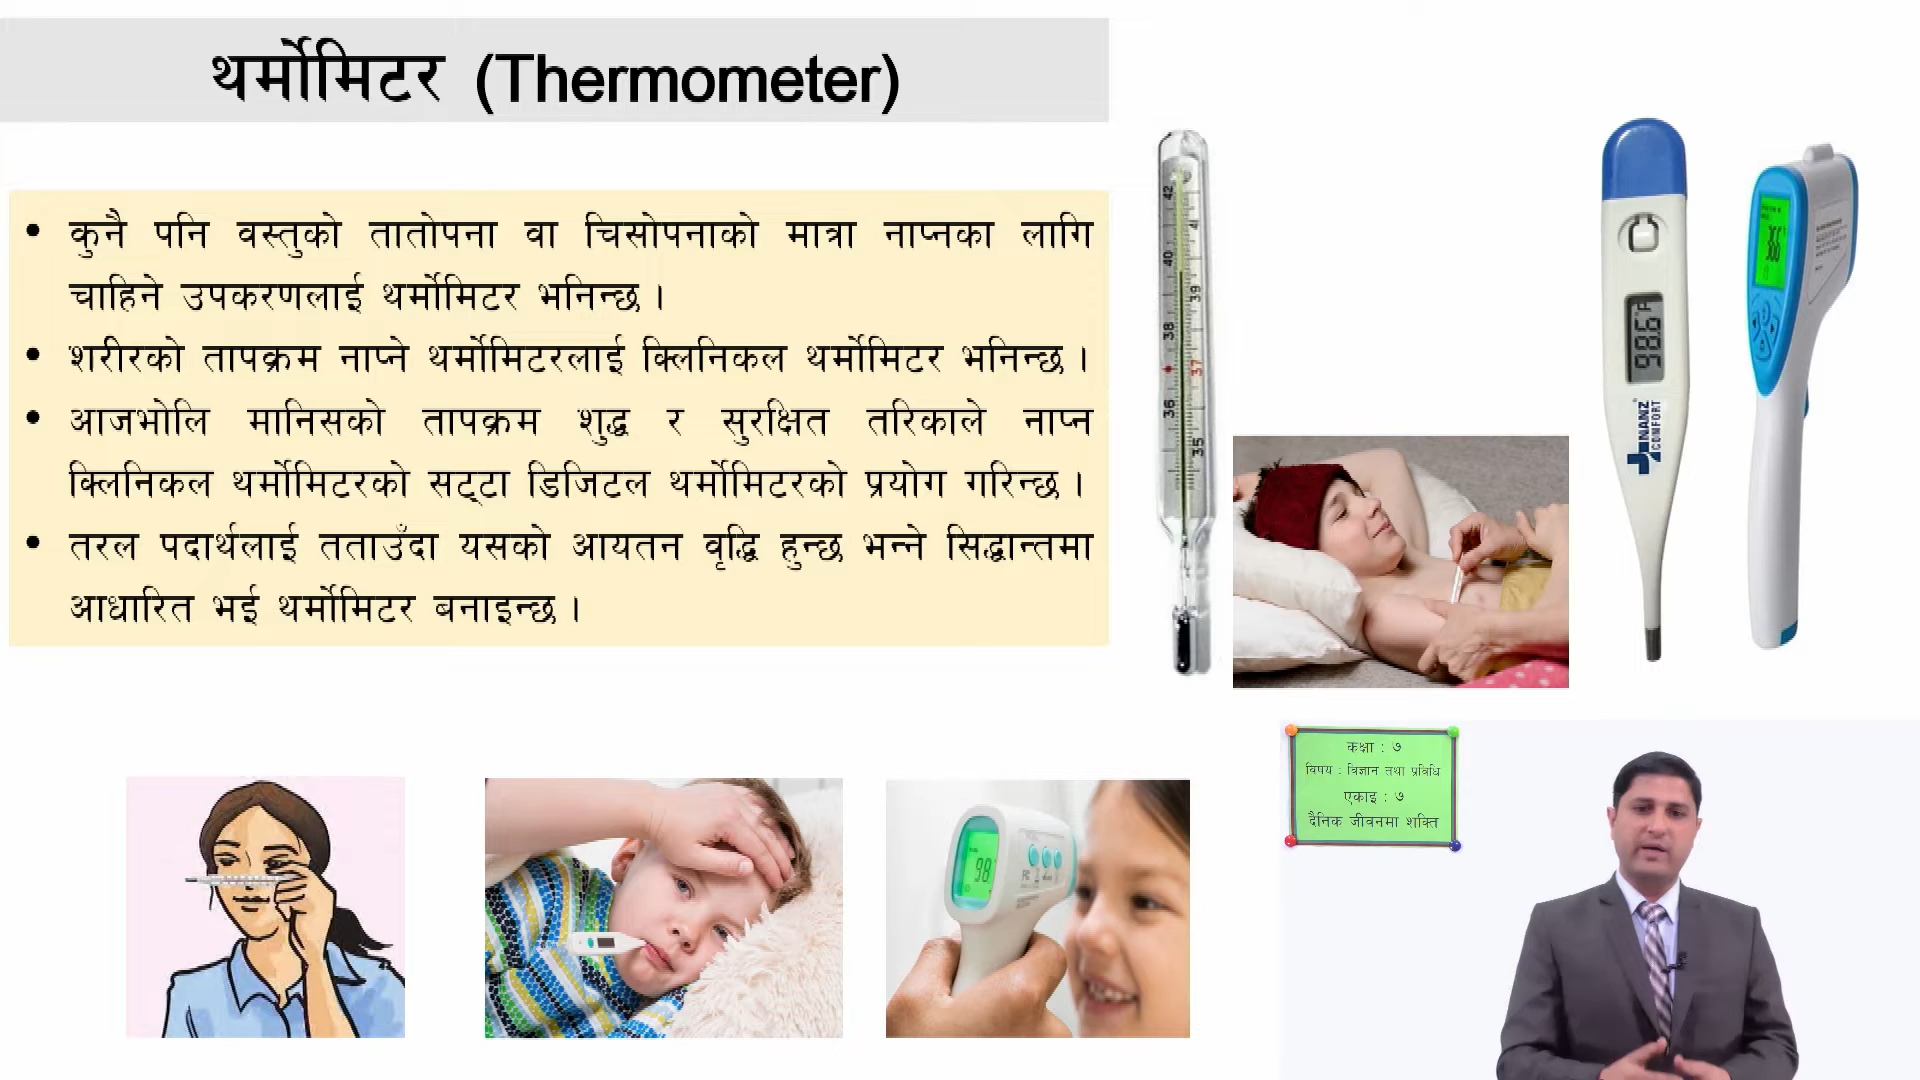 थर्मोमिटर (Thermometer)
• कुनै पनि वस्तुको तातोपना वा चिसोपनाको मात्रा नाप्नका लागि
चाहिने उपकरणलाई थर्मोमिटर भनिन्छ ।
• शरीरको तापक्रम नाप्ने थर्मोमिटरलाई क्लिनिकल थर्मोमिटर भनिन्छ ।
• आजभोलि मानिसको तापक्रम शुद्ध र सुरक्षित तरिकाले नाप्न
क्लिनिकल थर्मोमिटरको सट्टा डिजिटल थर्मोमिटरको प्रयोग गरिन्छ ।
• तरल पदार्थलाई तताउँदा यसको आयतन वृद्धि हुन्छ भन्ने सिद्धान्तमा
आधारित भई थर्मोमिटर बनाइन्छ ।
42
41
40
39
38
37
36
35
98.6°F
NANZ
COMFORT
366
98
कक्षा : ७
विषय : विज्ञान तथा प्रविधि
एकाइ : ७
दैनिक जीवनमा शक्ति